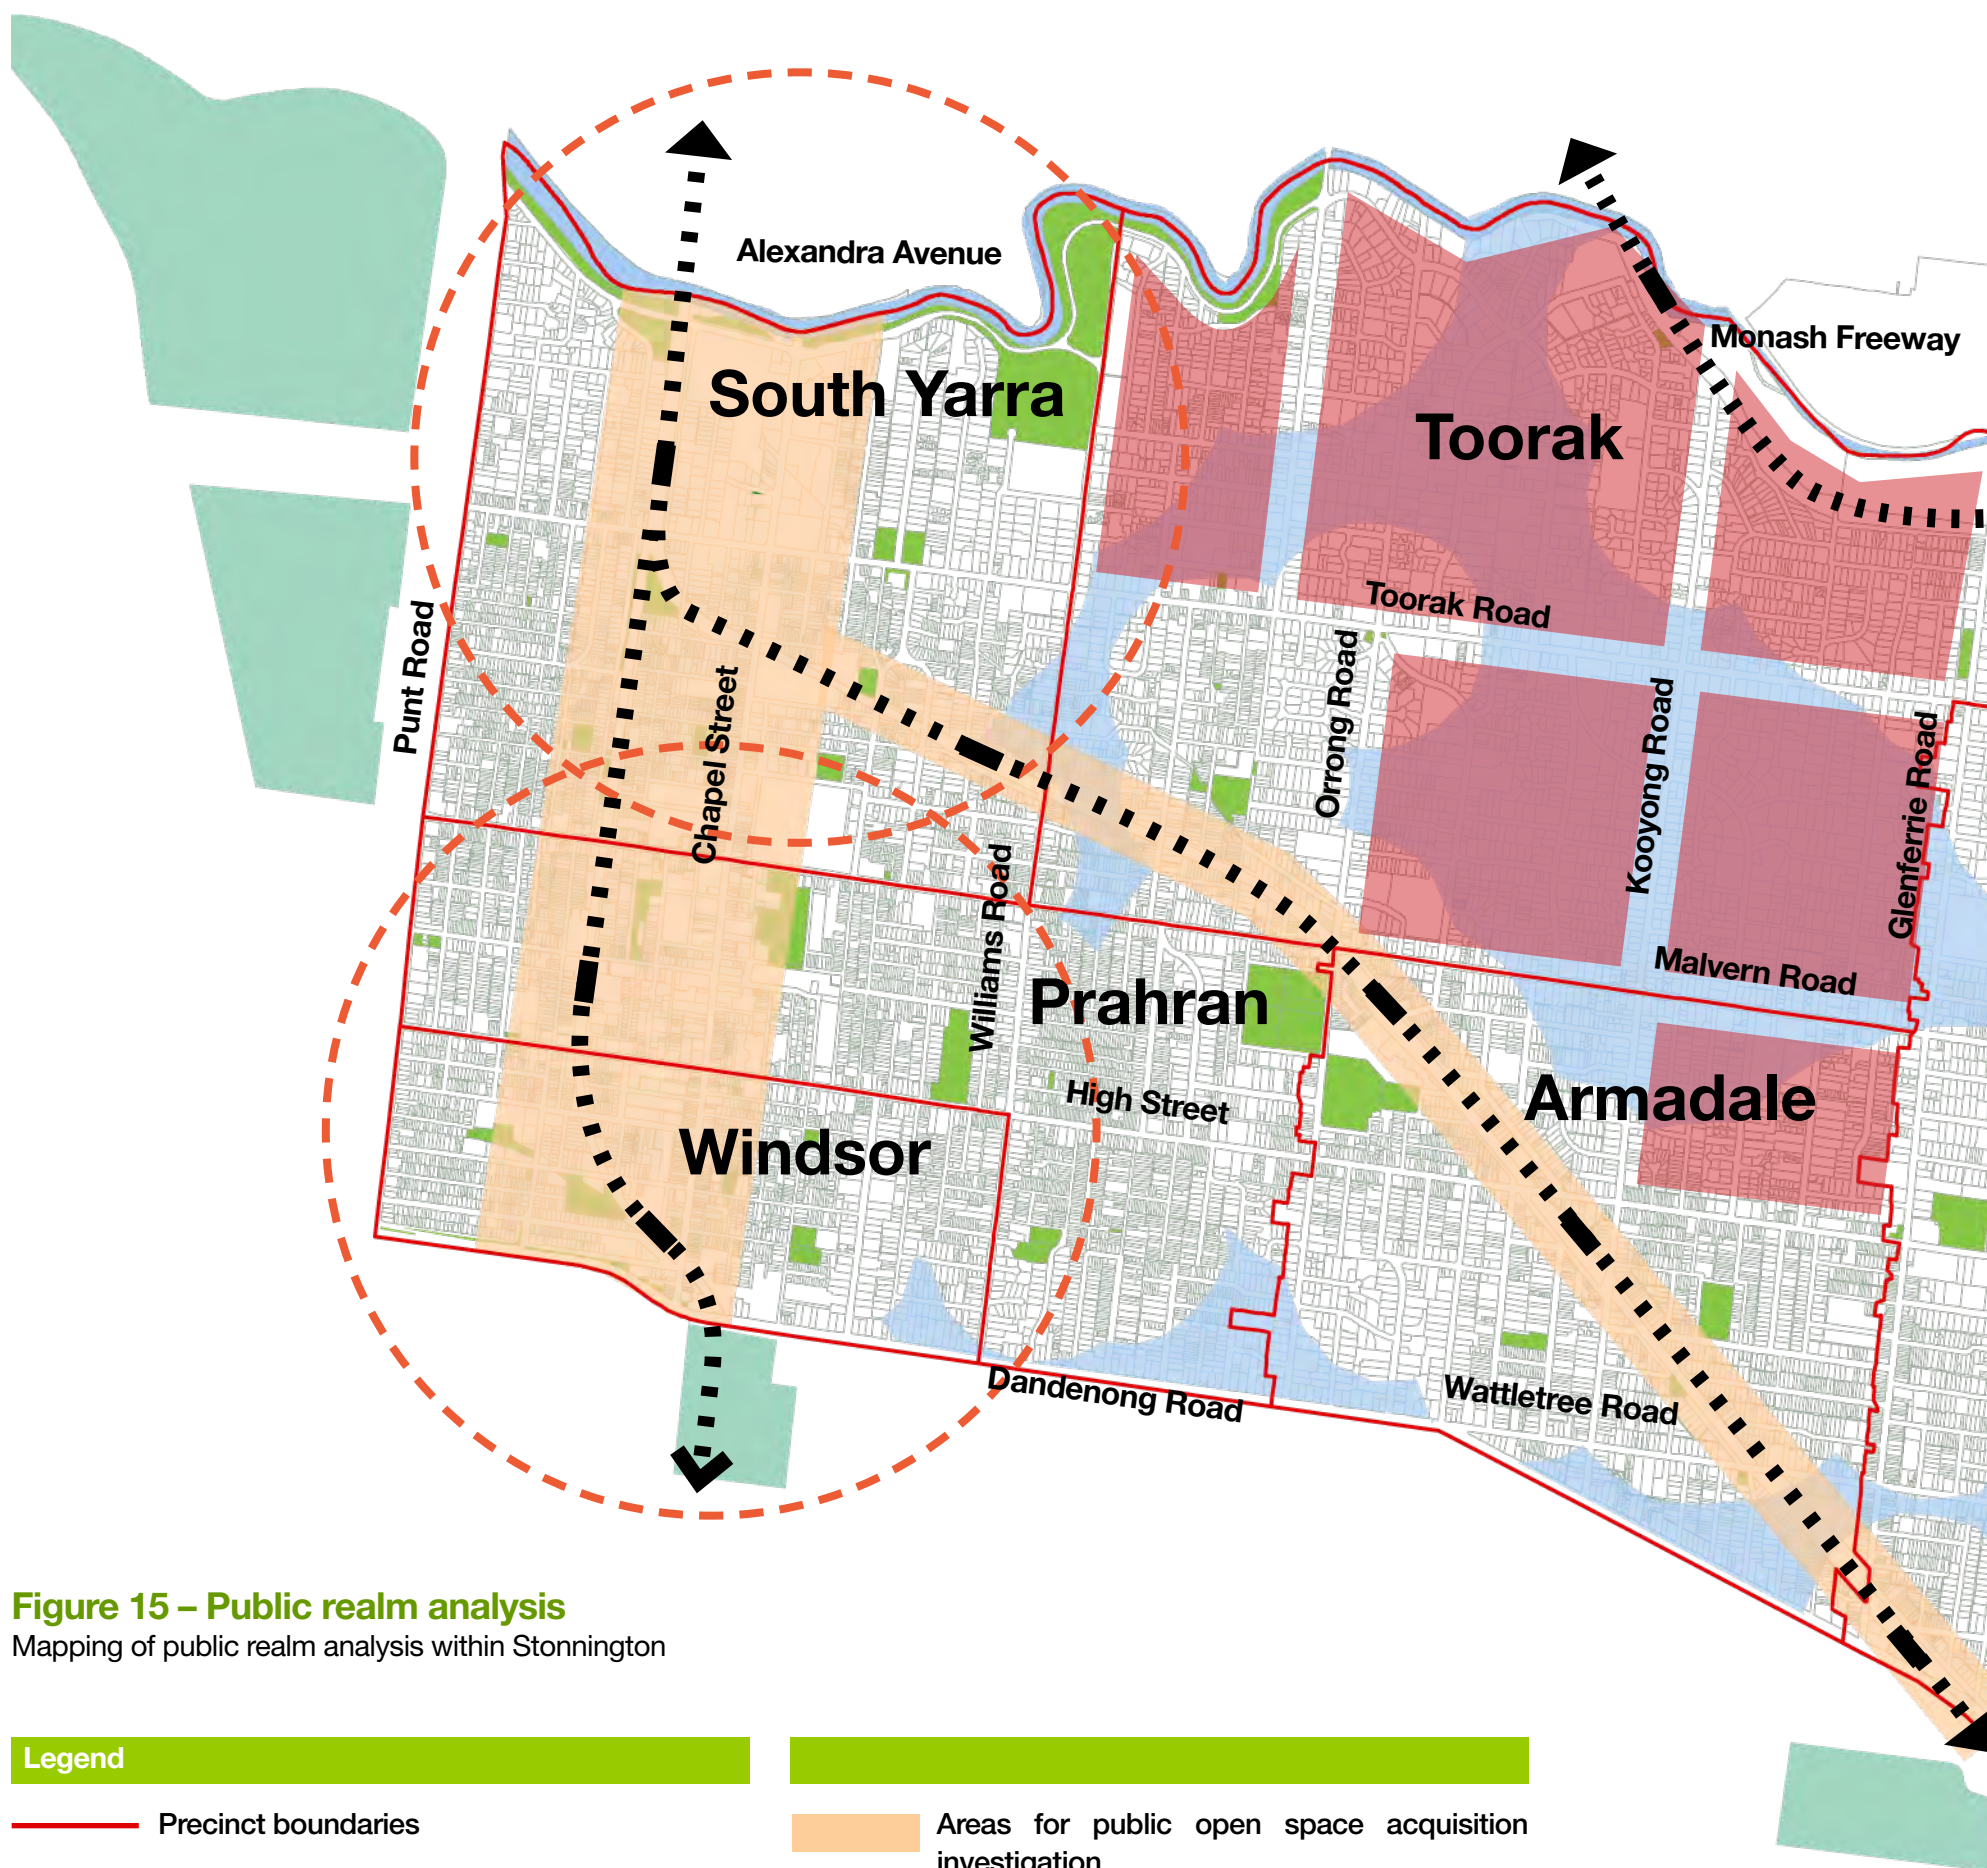 Alexandra Avenue
Monash Freeway
South Yarra
Toorak
Toorak Road
Punt Road
Chapel Street
Orrong Road
Kooyong Road
Glenferrie Road
Williams Road
Malvern Road
Prahran
High Street
Armadale
Windsor
Dandenong Road
Wattletree Road
Figure 15 – Public realm analysis
Mapping of public realm analysis within Stonnington
Legend
Precinct boundaries
Areas for public open space acquisition
investigation